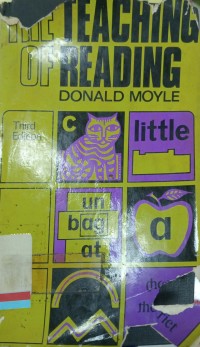 THE TEACHING
OF READING
DONALD MOYLE
Third
Edition
C
little
un
bag
at
a